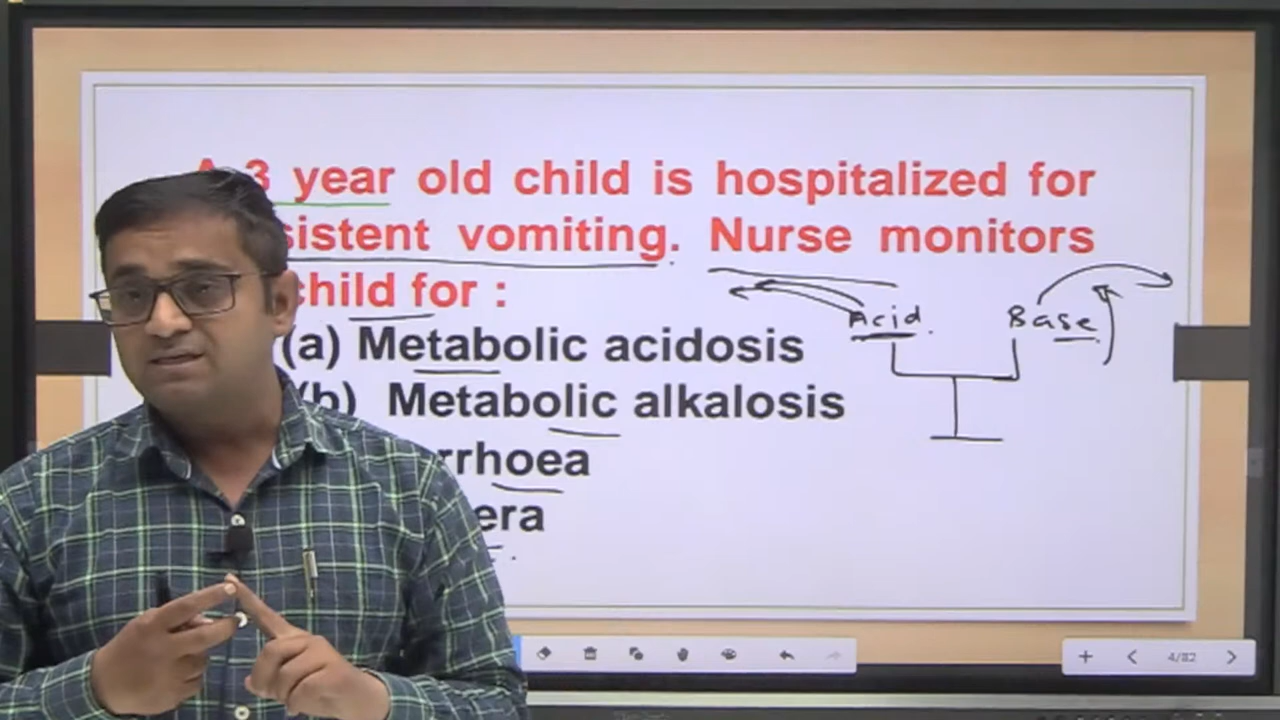 3 year old child is hospitalized for
sistent vomiting. Nurse monitors
child for :
(a) Metabolic acidosis
(b) Metabolic alkalosis
rrhoea
era
Acid. Base.
4/82